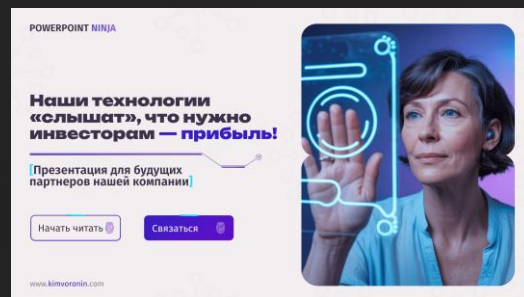 POWERPOINT NINJA
Наши технологии
«слышат», что нужно
инвесторам — прибыль!
[Презентация для будущих
партнеров нашей компании]
Начать читать
Связаться
www.kimvoronin.com